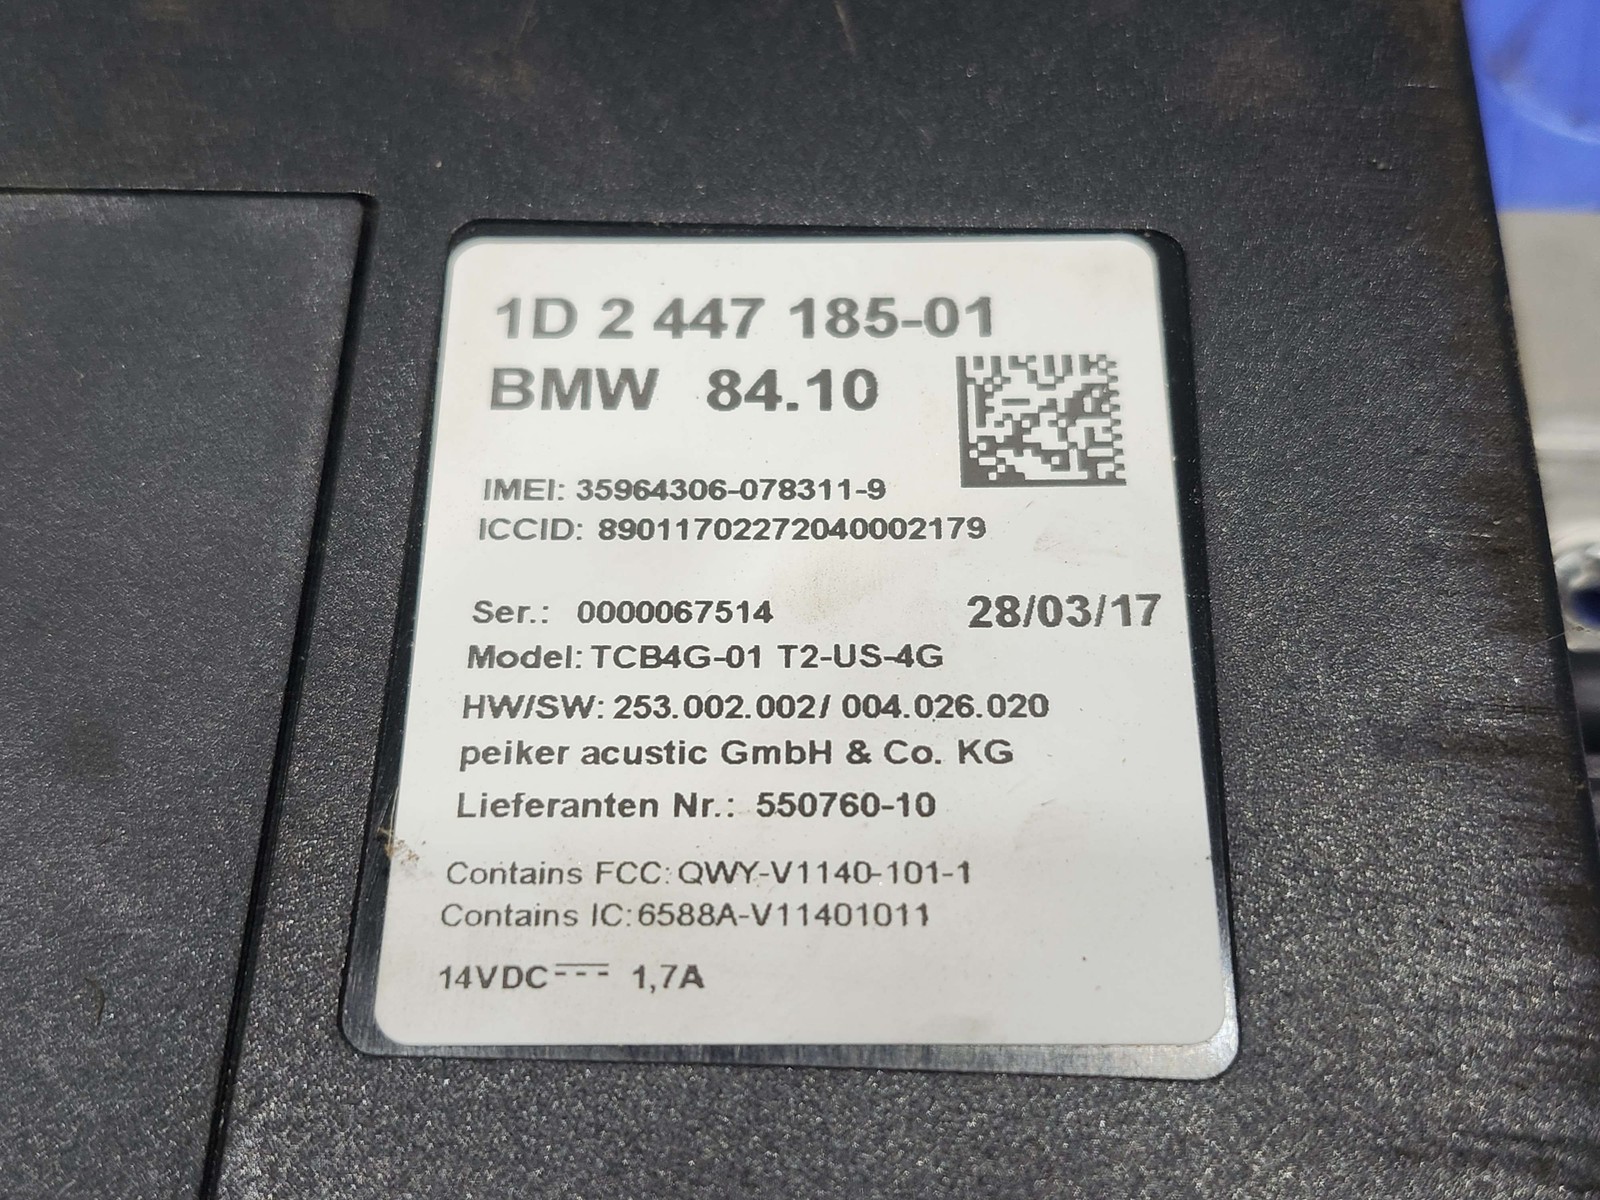 1D 2 447 185-01
BMW 84.10
IMEI: 35964306-078311-9
ICCID: 89011702272040002179
Ser.: 0000067514 28/03/17
Model: TCB4G-01 T2-US-4G
HW/SW: 253.002.002/ 004.026.020
peiker acustic GmbH & Co. KG
Lieferanten Nr.: 550760-10
Contains FCC: QWY-V1140-101-1
Contains IC:6588A-V11401011
14VDC 1,7A